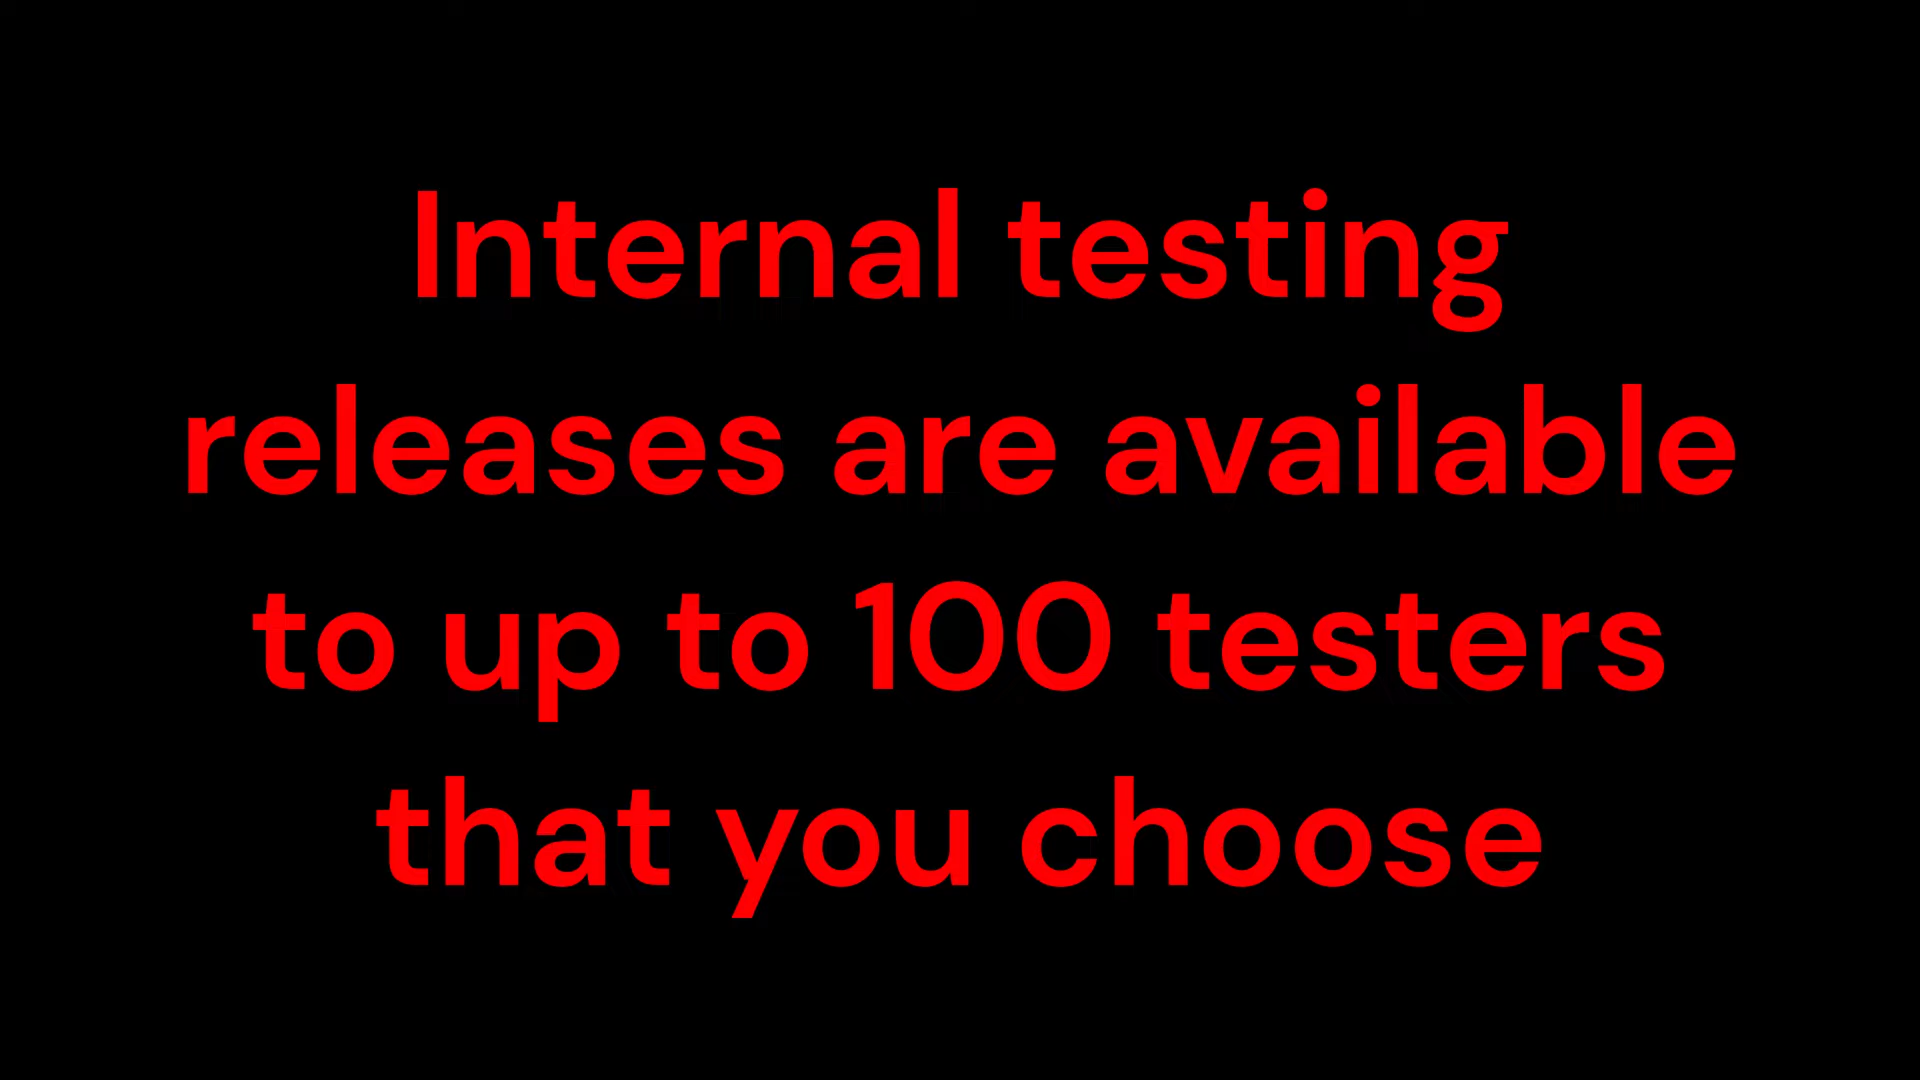 Internal testing
releases are available
to up to 100 testers
that you choose